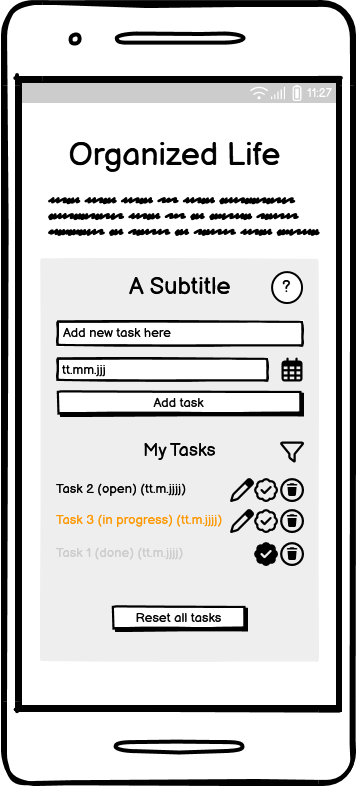 11:27
Organized Life
A Subtitle
?
Add new task here
tt.mm.jjj
Add task
My Tasks
Task 2 (open) (tt.m.jjjj)
Task 3 (in progress) (tt.m.jjjj)
Task 1 (done) (tt.m.jjjj)
Reset all tasks